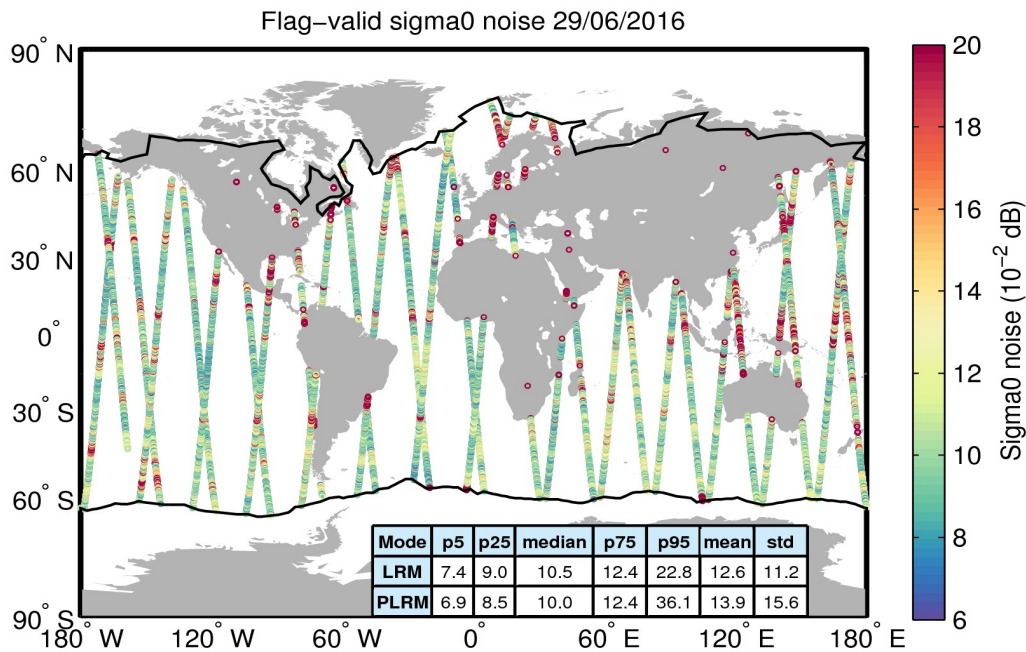 Flag−valid sigma0 noise 29/06/2016
90° N
60° N
30° N
0°
30° S
60° S
90° S
180° W
120° W
60° W
0°
60° E
120° E
180° E
Mode p5 p25 median p75 p95 mean std
LRM 7.4 9.0 10.5 12.4 22.8 12.6 11.2
PLRM 6.9 8.5 10.0 12.4 36.1 13.9 15.6
20
18
16
14
12
10
8
6
Sigma0 noise (10⁻² dB)